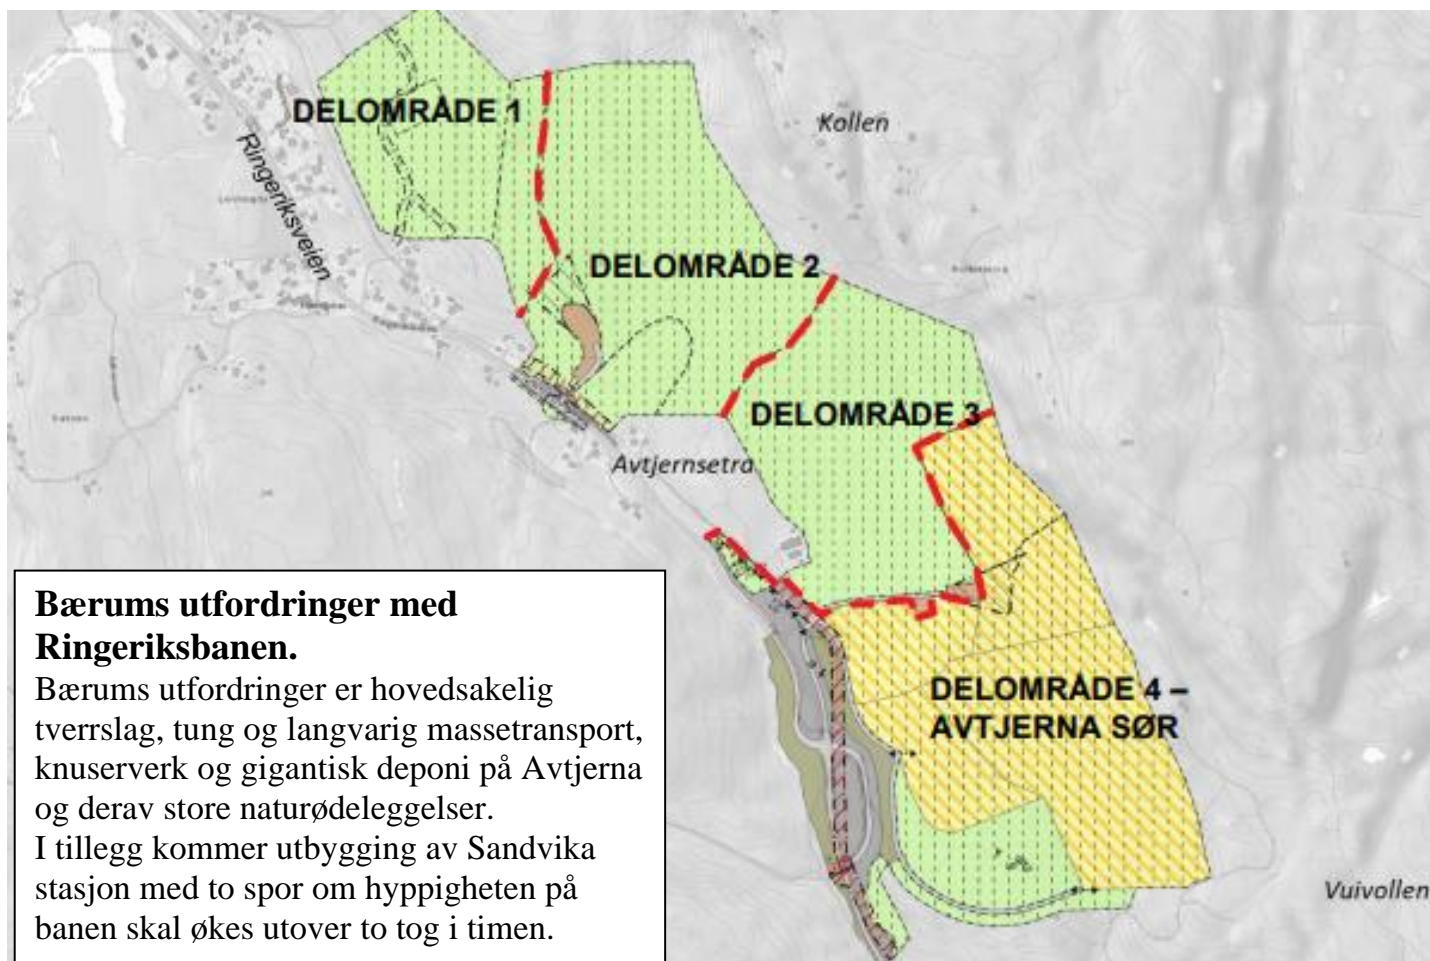 DELOMRÅDE 1
Kollen
Ringeriksveien
DELOMRÅDE 2
DELOMRÅDE 3
Avtjernsetra
DELOMRÅDE 4 –
AVTJERNA SØR
Vuivollen
Bærums utfordringer med
Ringeriksbanen.
Bærums utfordringer er hovedsakelig
tverrslag, tung og langvarig massetransport,
knuserverk og gigantisk deponi på Avtjerna
og derav store naturødeleggelser.
I tillegg kommer utbygging av Sandvika
stasjon med to spor om hyppigheten på
banen skal økes utover to tog i timen.